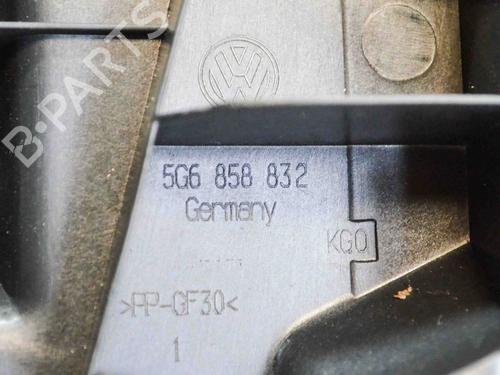 B-PARTS
5G6 858 832
Germany
KGO
>PP-GF30<
1